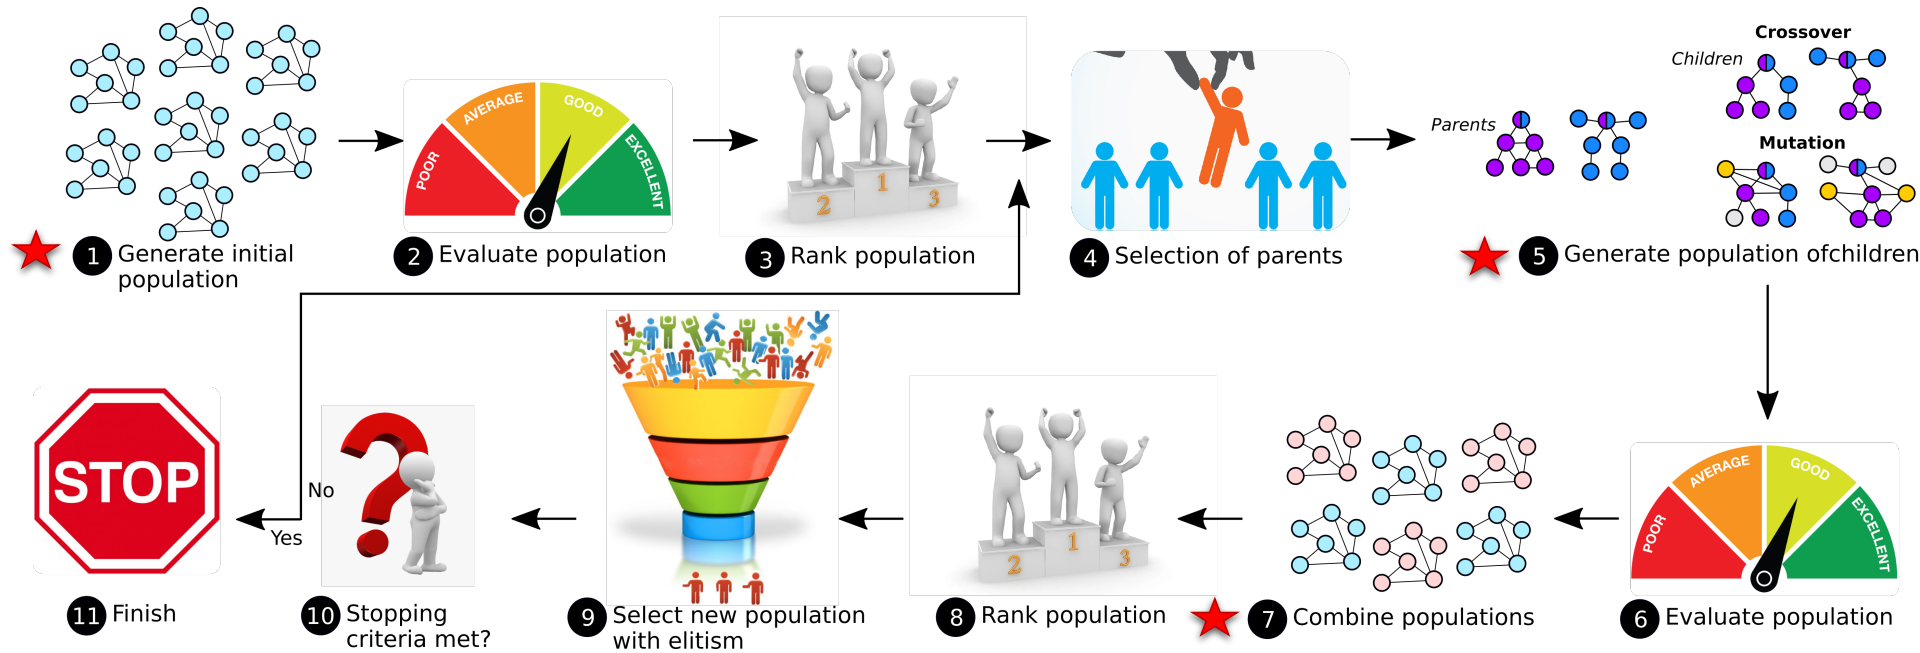 Crossover
Children
Parents
Mutation
POOR
AVERAGE
GOOD
EXCELLENT
2
1
3
1 Generate initial
population
2 Evaluate population
3 Rank population
4 Selection of parents
5 Generate population ofchildren
STOP
No
Yes
2
1
3
POOR
AVERAGE
GOOD
EXCELLENT
11 Finish
10 Stopping
criteria met?
9 Select new population
with elitism
8 Rank population
7 Combine populations
6 Evaluate population